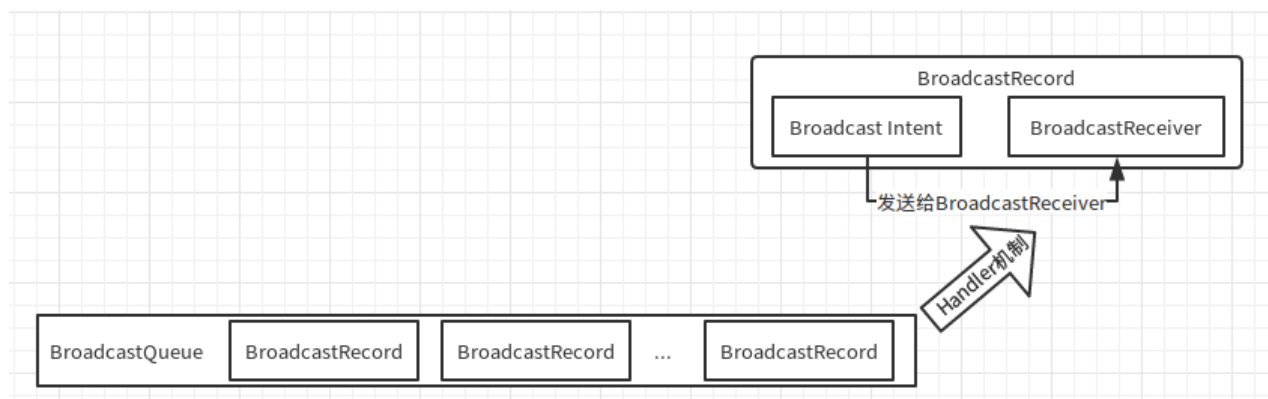 BroadcastRecord
Broadcast Intent
BroadcastReceiver
发送给BroadcastReceiver
Handler机制
BroadcastQueue
BroadcastRecord
BroadcastRecord
...
BroadcastRecord